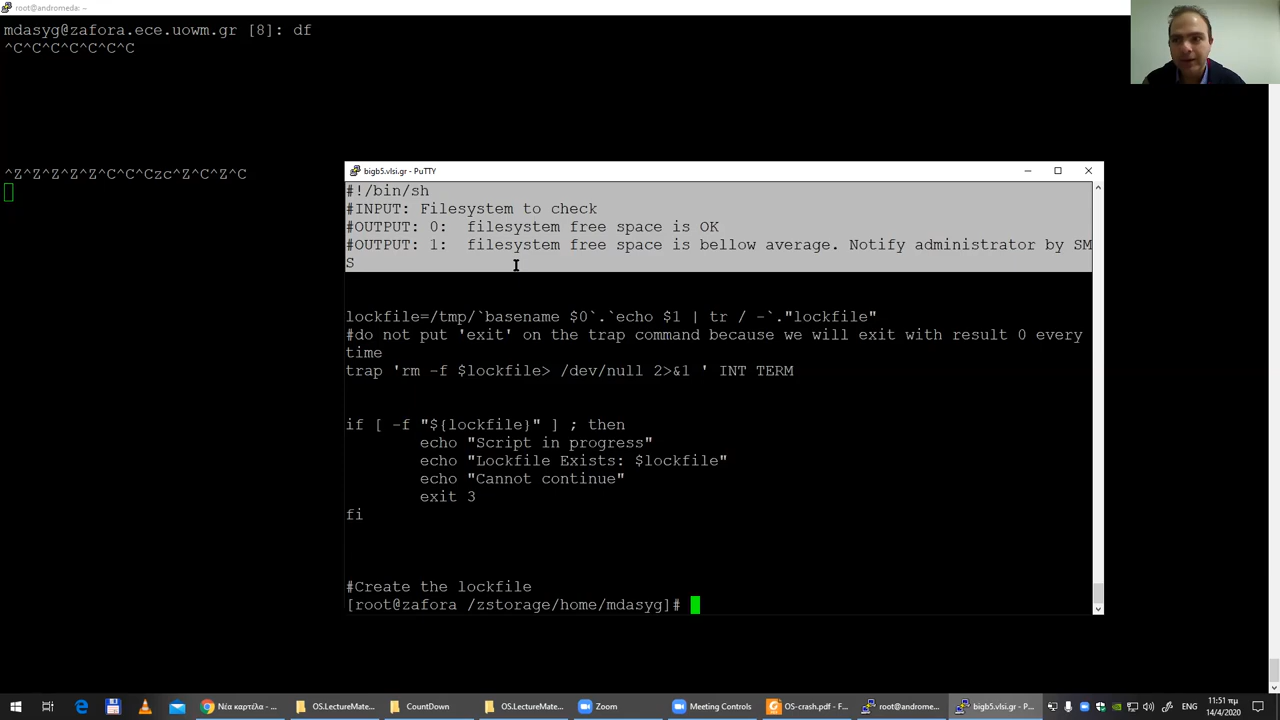 root@andromeda: ~
mdasyg@zafora.ece.uowm.gr [8]: df
^C^C^C^C^C^C^C
^Z^Z^Z^Z^Z^C^C^Czc^Z^C^Z^C
bigb5.vlsi.gr - PuTTY
#!/bin/sh
#INPUT: Filesystem to check
#OUTPUT: 0:  filesystem free space is OK
#OUTPUT: 1:  filesystem free space is bellow average. Notify administrator by SM
S
lockfile=/tmp/`basename $0`.`echo $1 | tr / -`."lockfile"
#do not put 'exit' on the trap command because we will exit with result 0 every
time
trap 'rm -f $lockfile> /dev/null 2>&1 ' INT TERM
if [ -f "${lockfile}" ] ; then
echo "Script in progress"
echo "Lockfile Exists: $lockfile"
echo "Cannot continue"
exit 3
fi
#Create the lockfile
[root@zafora /zstorage/home/mdasyg]#
Νέα καρτέλα - ...
OS.LectureMate...
CountDown
OS.LectureMate...
Zoom
Meeting Controls
OS-crash.pdf - F...
root@andromeda...
bigb5.vlsi.gr - P...
ΕΝΓ
11:51 πμ
14/4/2020